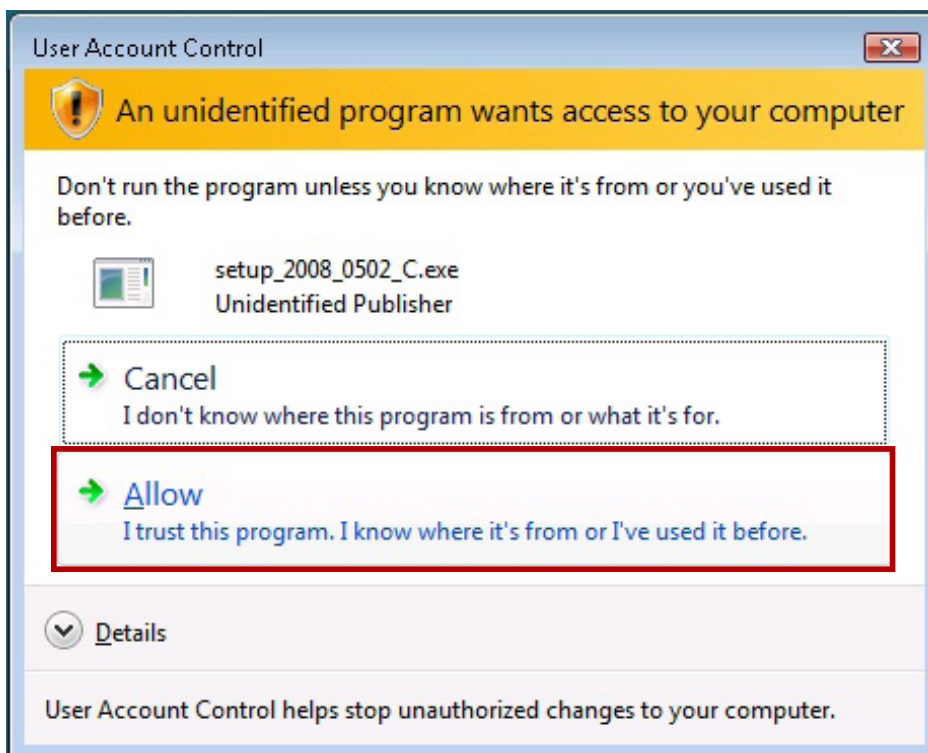 User Account Control
An unidentified program wants access to your computer
Don't run the program unless you know where it's from or you've used it
before.
setup_2008_0502_C.exe
Unidentified Publisher
Cancel
I don't know where this program is from or what it's for.
Allow
I trust this program. I know where it's from or I've used it before.
Details
User Account Control helps stop unauthorized changes to your computer.